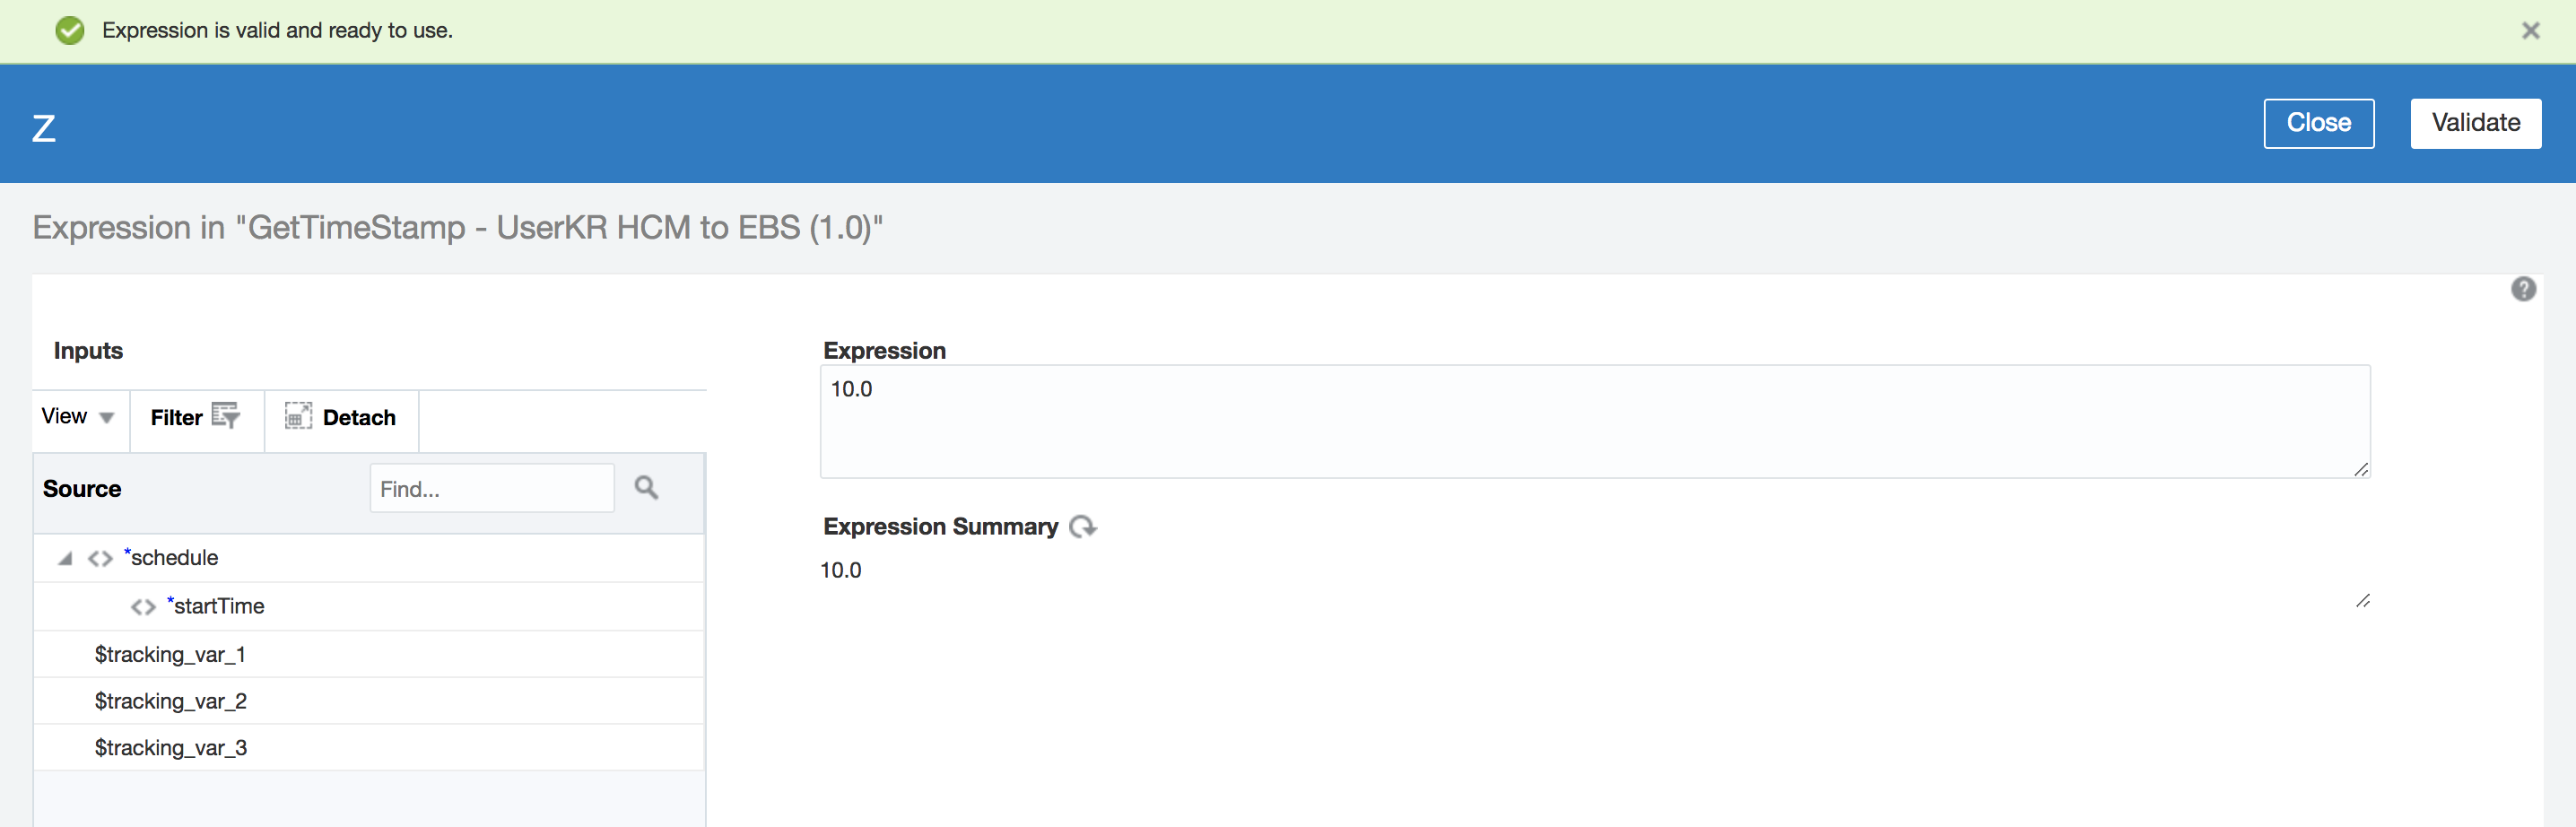 Expression is valid and ready to use.
Z
Close
Validate
Expression in "GetTimeStamp - UserKR HCM to EBS (1.0)"
Inputs
View
Filter
Detach
Source
Find...
*schedule
*startTime
$tracking_var_1
$tracking_var_2
$tracking_var_3
Expression
10.0
Expression Summary
10.0